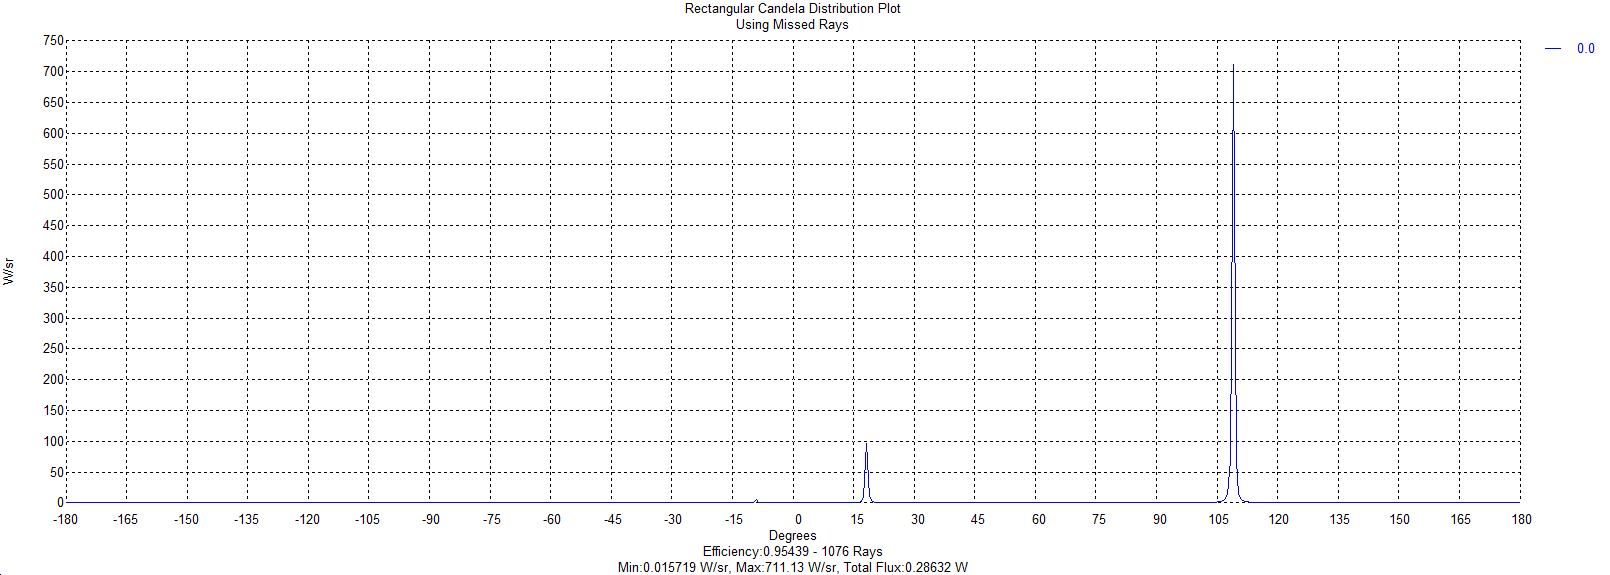 Rectangular Candela Distribution Plot
Using Missed Rays
750
700
650
600
550
500
450
400
350
300
250
200
150
100
50
0
W/sr
0.0
-180 -165 -150 -135 -120 -105 -90 -75 -60 -45 -30 -15 0 15 30 45 60 75 90 105 120 135 150 165 180
Degrees
Efficiency:0.95439 - 1076 Rays
Min:0.015719 W/sr, Max:711.13 W/sr, Total Flux:0.28632 W